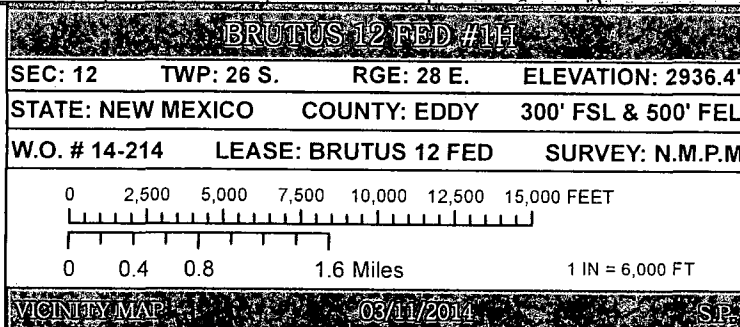 BRUTUS 12 FED #1H
SEC: 12 TWP: 26 S. RGE: 28 E. ELEVATION: 2936.4'
STATE: NEW MEXICO COUNTY: EDDY 300' FSL & 500' FEL
W.O. # 14-214 LEASE: BRUTUS 12 FED SURVEY: N.M.P.M
0 2,500 5,000 7,500 10,000 12,500 15,000 FEET
0 0.4 0.8 1.6 Miles 1 IN = 6,000 FT
VICINITY MAP 03/11/2014 S.P.